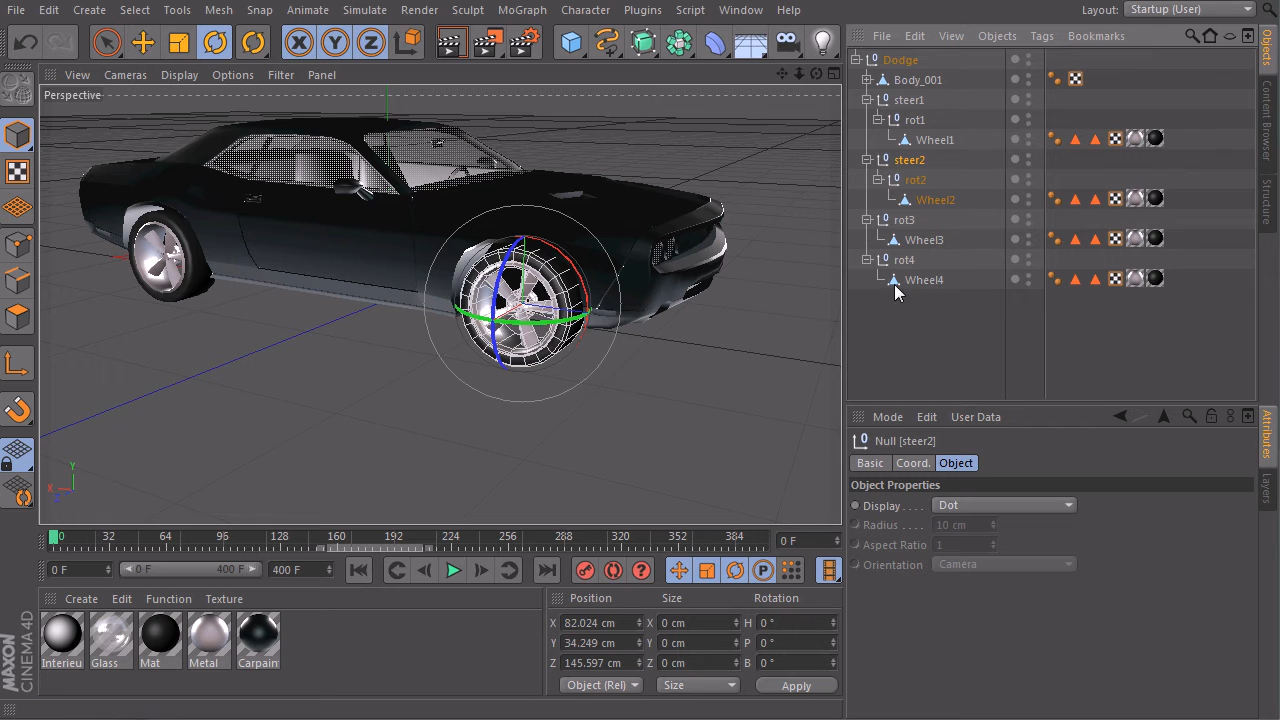 File Edit Create Select Tools Mesh Snap Animate Simulate Render Sculpt MoGraph Character Plugins Script Window Help Layout: Startup (User)
X Y Z
File Edit View Objects Tags Bookmarks
View Cameras Display Options Filter Panel
Perspective
Dodge
Body_001
steer1
rot1
Wheel1
steer2
rot2
Wheel2
rot3
Wheel3
rot4
Wheel4
Objects
Content Browser
Structure
Y
X
Z
Mode Edit User Data
Null [steer2]
Basic Coord. Object
Object Properties
Display . . . . Dot
Radius . . . . 10 cm
Aspect Ratio 1
Orientation Camera
Attributes
Layers
0 32 64 96 128 160 192 224 256 288 320 352 384 0 F
0 F 0 F 400 F 400 F
P
Create Edit Function Texture
Interieu Glass Mat Metal Carpain
Position Size Rotation
X 82.024 cm X 0 cm H 0 °
Y 34.249 cm Y 0 cm P 0 °
Z 145.597 cm Z 0 cm B 0 °
Object (Rel) Size Apply
MAXON
CINEMA 4D